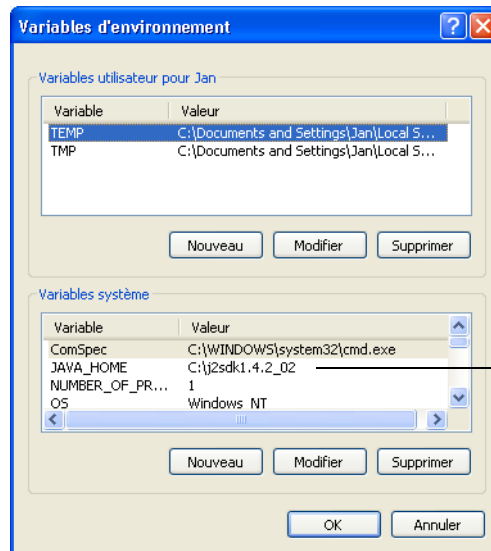 Variables d'environnement
Variables utilisateur pour Jan
Variable Valeur
TEMP C:\Documents and Settings\Jan\Local S...
TMP C:\Documents and Settings\Jan\Local S...
Nouveau Modifier Supprimer
Variables système
Variable Valeur
ComSpec C:\WINDOWS\system32\cmd.exe
JAVA_HOME C:\j2sdk1.4.2_02
NUMBER_OF_PR... 1
OS Windows_NT
Nouveau Modifier Supprimer
OK Annuler